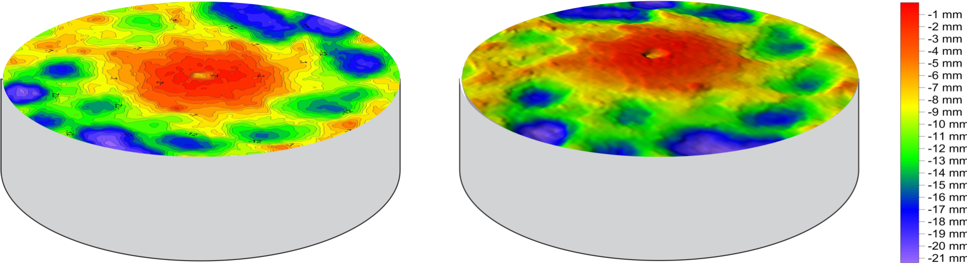 -1 mm
-2 mm
-3 mm
-4 mm
-5 mm
-6 mm
-7 mm
-8 mm
-9 mm
-10 mm
-11 mm
-12 mm
-13 mm
-14 mm
-15 mm
-16 mm
-17 mm
-18 mm
-19 mm
-20 mm
-21 mm